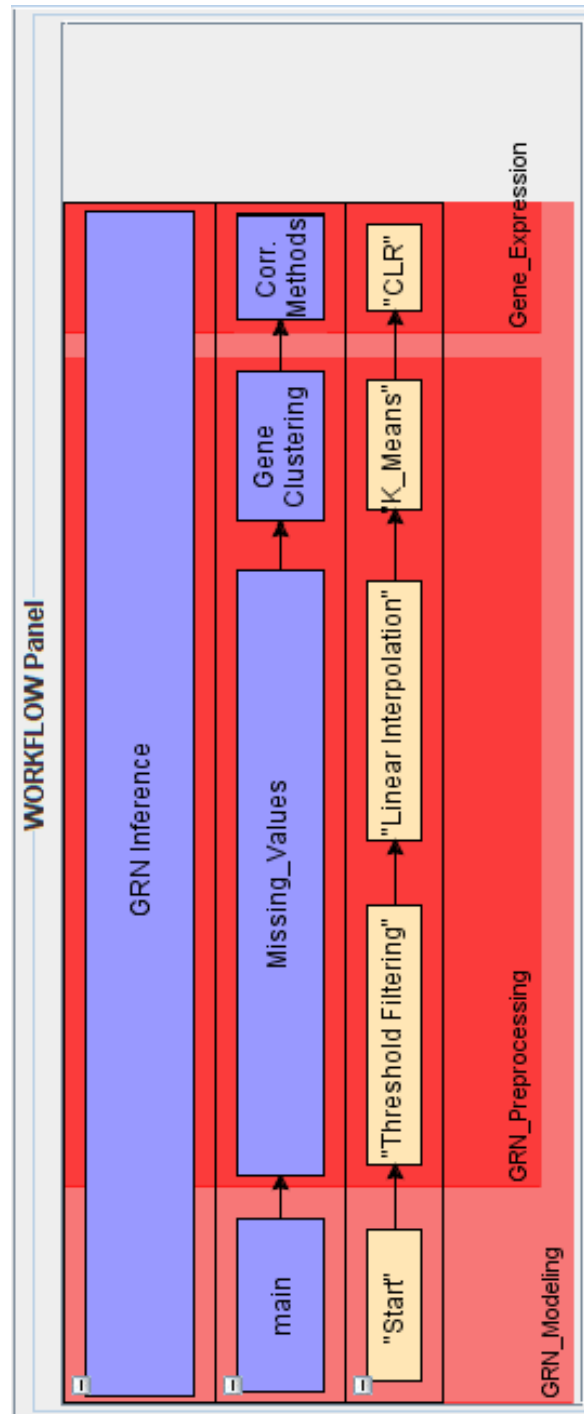 WORKFLOW Panel
GRN Inference
main
Missing_Values
Gene
Clustering
Corr.
Methods
"Start"
"Threshold Filtering"
"Linear Interpolation"
"K_Means"
"CLR"
GRN_Preprocessing
Gene_Expression
GRN_Modeling